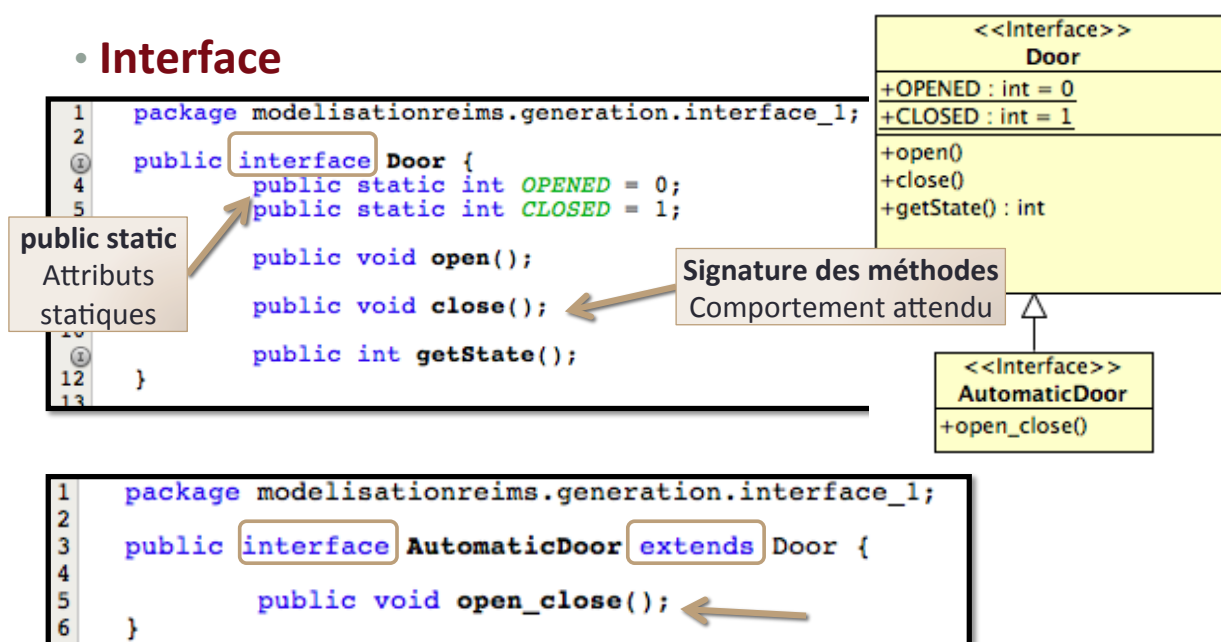 • Interface
1 package modelisationreims.generation.interface_1;
2
public interface Door {
4 public static int OPENED = 0;
5 public static int CLOSED = 1;
public static
Attributs
statiques
public void open();
Signature des méthodes
Comportement attendu
public void close();
10
public int getState();
12 }
13
<<Interface>>
Door
+OPENED : int = 0
+CLOSED : int = 1
+open()
+close()
+getState() : int
<<Interface>>
AutomaticDoor
+open_close()
1 package modelisationreims.generation.interface_1;
2
3 public interface AutomaticDoor extends Door {
4
5 public void open_close();
6 }